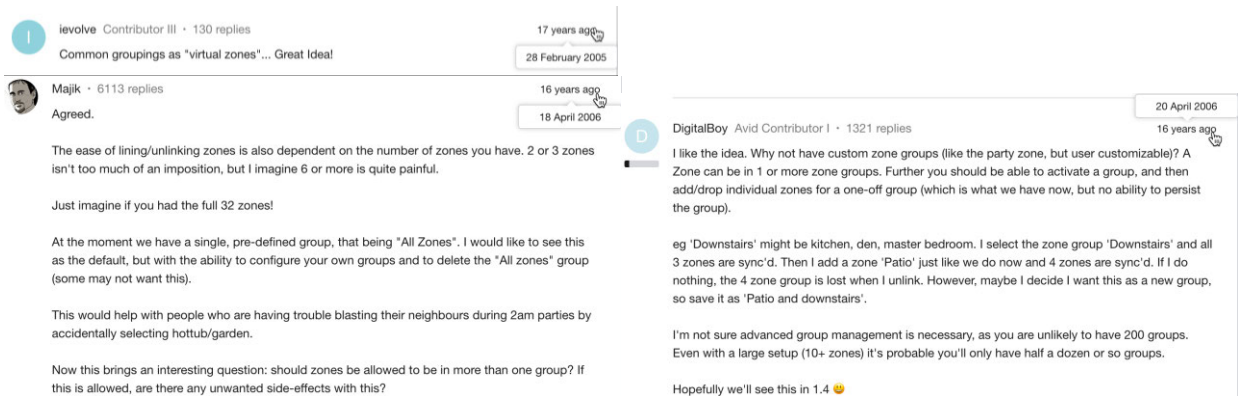 I
ievolve Contributor III • 130 replies
17 years ago
Common groupings as "virtual zones"... Great Idea!
28 February 2005
Majik • 6113 replies
16 years ago
Agreed.
18 April 2006
The ease of lining/unlinking zones is also dependent on the number of zones you have. 2 or 3 zones
isn't too much of an imposition, but I imagine 6 or more is quite painful.
Just imagine if you had the full 32 zones!
At the moment we have a single, pre-defined group, that being "All Zones". I would like to see this
as the default, but with the ability to configure your own groups and to delete the "All zones" group
(some may not want this).
This would help with people who are having trouble blasting their neighbours during 2am parties by
accidentally selecting hottub/garden.
Now this brings an interesting question: should zones be allowed to be in more than one group? If
this is allowed, are there any unwanted side-effects with this?
20 April 2006
D
DigitalBoy Avid Contributor I • 1321 replies
16 years ago
I like the idea. Why not have custom zone groups (like the party zone, but user customizable)? A
Zone can be in 1 or more zone groups. Further you should be able to activate a group, and then
add/drop individual zones for a one-off group (which is what we have now, but no ability to persist
the group).
eg 'Downstairs' might be kitchen, den, master bedroom. I select the zone group 'Downstairs' and all
3 zones are sync'd. Then I add a zone 'Patio' just like we do now and 4 zones are sync'd. If I do
nothing, the 4 zone group is lost when I unlink. However, maybe I decide I want this as a new group,
so save it as 'Patio and downstairs'.
I'm not sure advanced group management is necessary, as you are unlikely to have 200 groups.
Even with a large setup (10+ zones) it's probable you'll only have half a dozen or so groups.
Hopefully we'll see this in 1.4 😀